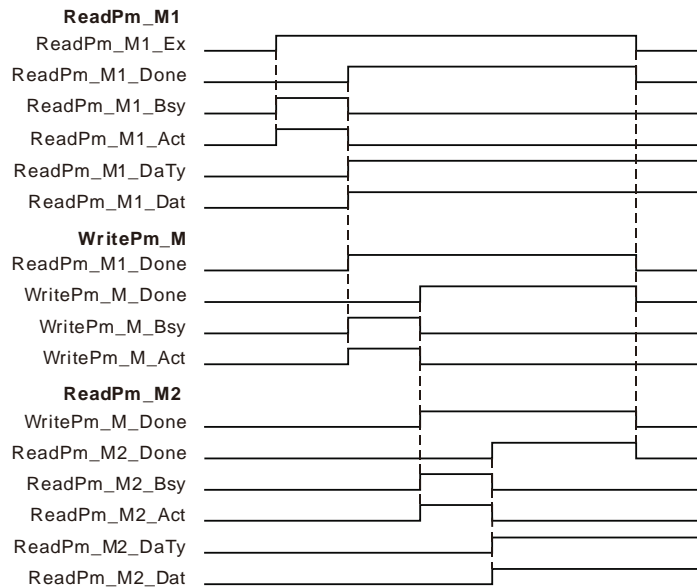 ReadPm_M1
ReadPm_M1_Ex
ReadPm_M1_Done
ReadPm_M1_Bsy
ReadPm_M1_Act
ReadPm_M1_DaTy
ReadPm_M1_Dat
WritePm_M
ReadPm_M1_Done
WritePm_M_Done
WritePm_M_Bsy
WritePm_M_Act
ReadPm_M2
WritePm_M_Done
ReadPm_M2_Done
ReadPm_M2_Bsy
ReadPm_M2_Act
ReadPm_M2_DaTy
ReadPm_M2_Dat